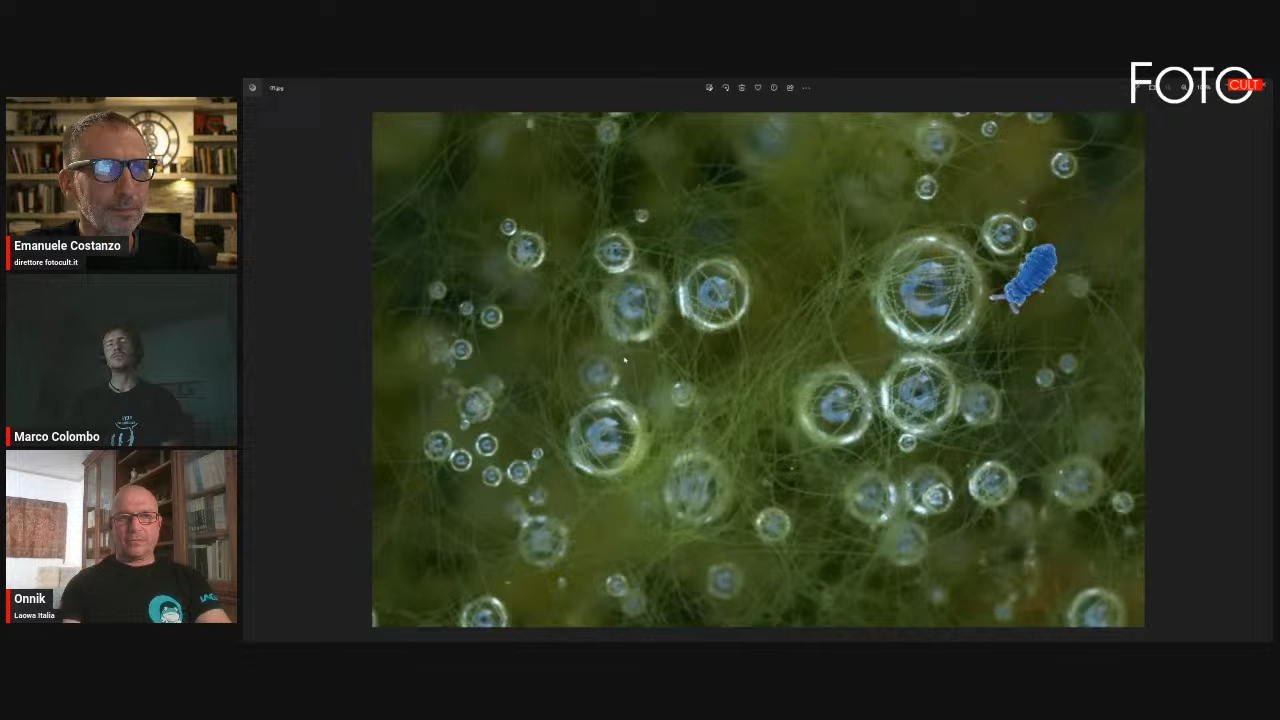 FOTO CULT
Emanuele Costanzo
direttore fotocult.it
Marco Colombo
Onnik
Laowa Italia